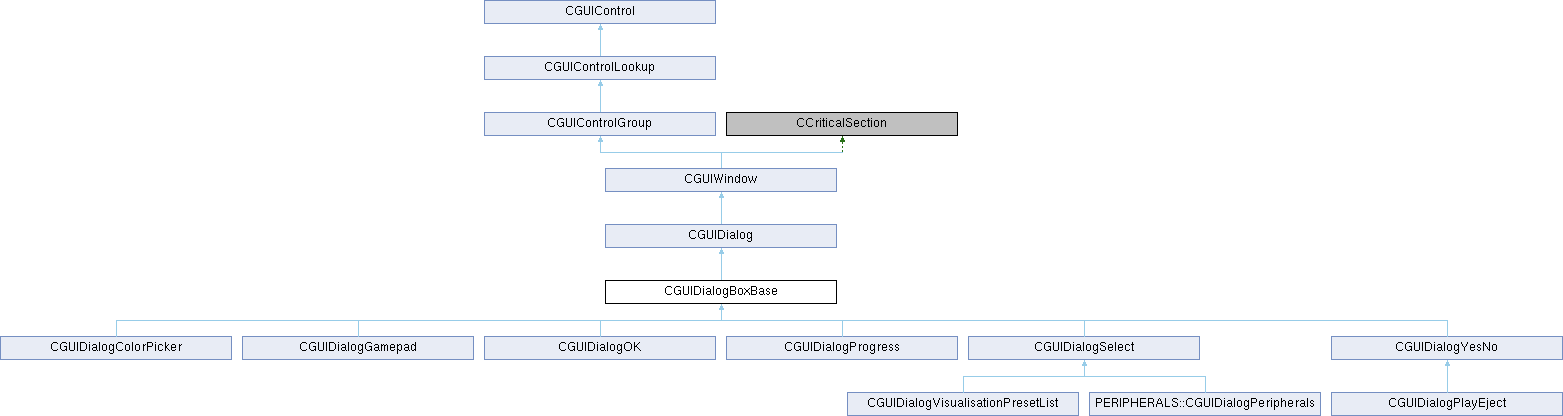 CGUIControl
CGUIControlLookup
CGUIControlGroup
CCriticalSection
CGUIWindow
CGUIDialog
CGUIDialogBoxBase
CGUIDialogColorPicker
CGUIDialogGamepad
CGUIDialogOK
CGUIDialogProgress
CGUIDialogSelect
CGUIDialogYesNo
CGUIDialogVisualisationPresetList
PERIPHERALS::CGUIDialogPeripherals
CGUIDialogPlayEject